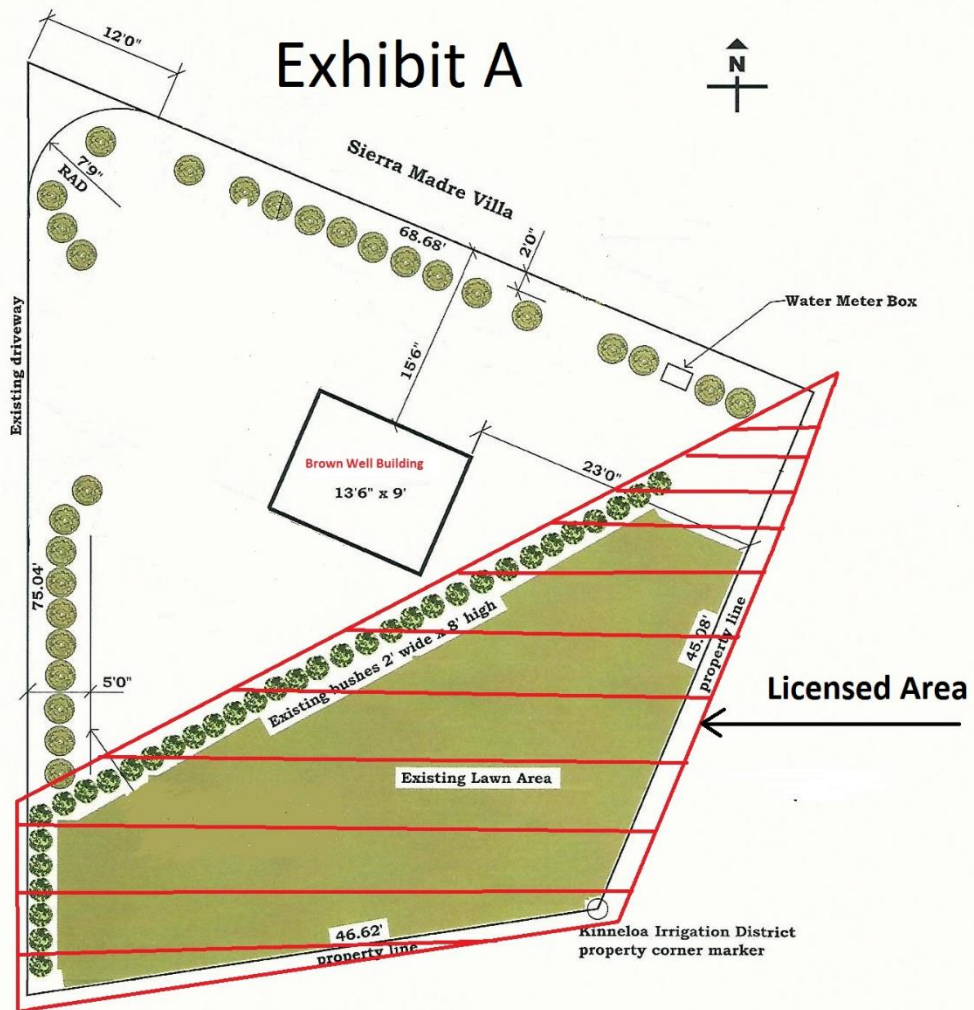 12'0"
Exhibit A
N
7'9"
RAD
Sierra Madre Villa
68.68'
2'0"
Water Meter Box
Existing driveway
15'6"
Brown Well Building
13'6" x 9'
23'0"
75.04'
Existing bushes 2' wide x 8' high
45.08'
property line
5'0"
Licensed Area
Existing Lawn Area
46.62'
property line
Kinneloa Irrigation District
property corner marker